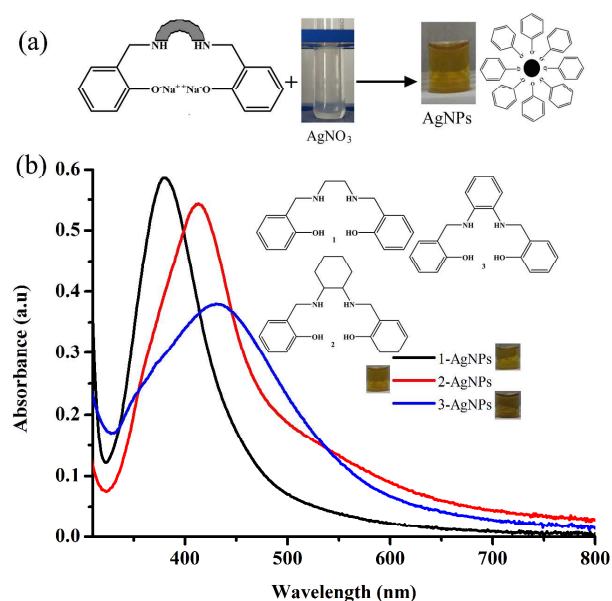 (a)
NH HN
O⁻Na⁺ ⁺Na⁻O
+
AgNO₃
AgNPs
O O O O O O O O
(b)
0.6
0.5
0.4
0.3
0.2
0.1
0.0
Absorbance (a.u)
NH HN
OH HO
1
NH HN
OH HO
3
NH HN
OH HO
2
1-AgNPs
2-AgNPs
3-AgNPs
400 500 600 700 800
Wavelength (nm)